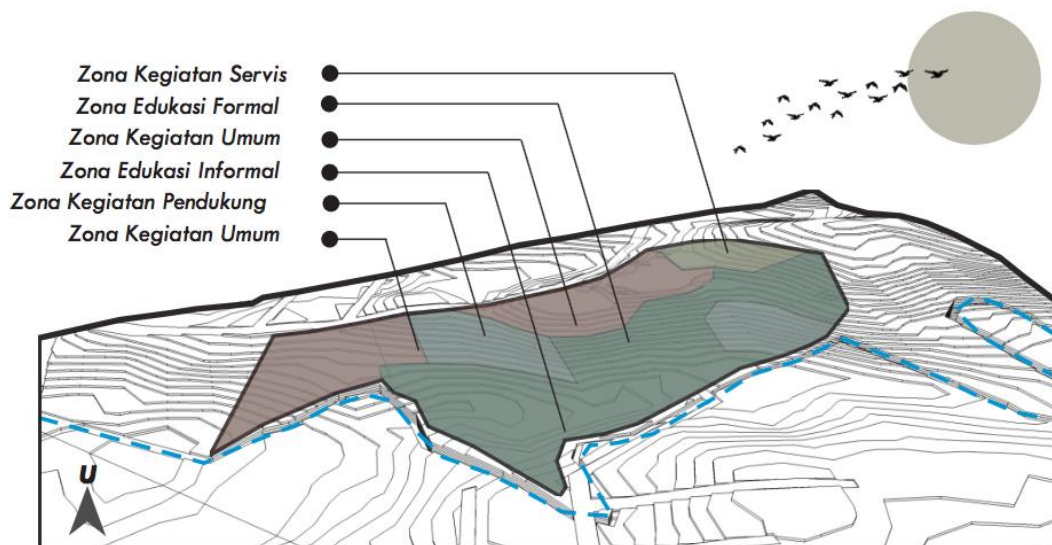 Zona Kegiatan Servis
Zona Edukasi Formal
Zona Kegiatan Umum
Zona Edukasi Informal
Zona Kegiatan Pendukung
Zona Kegiatan Umum
U